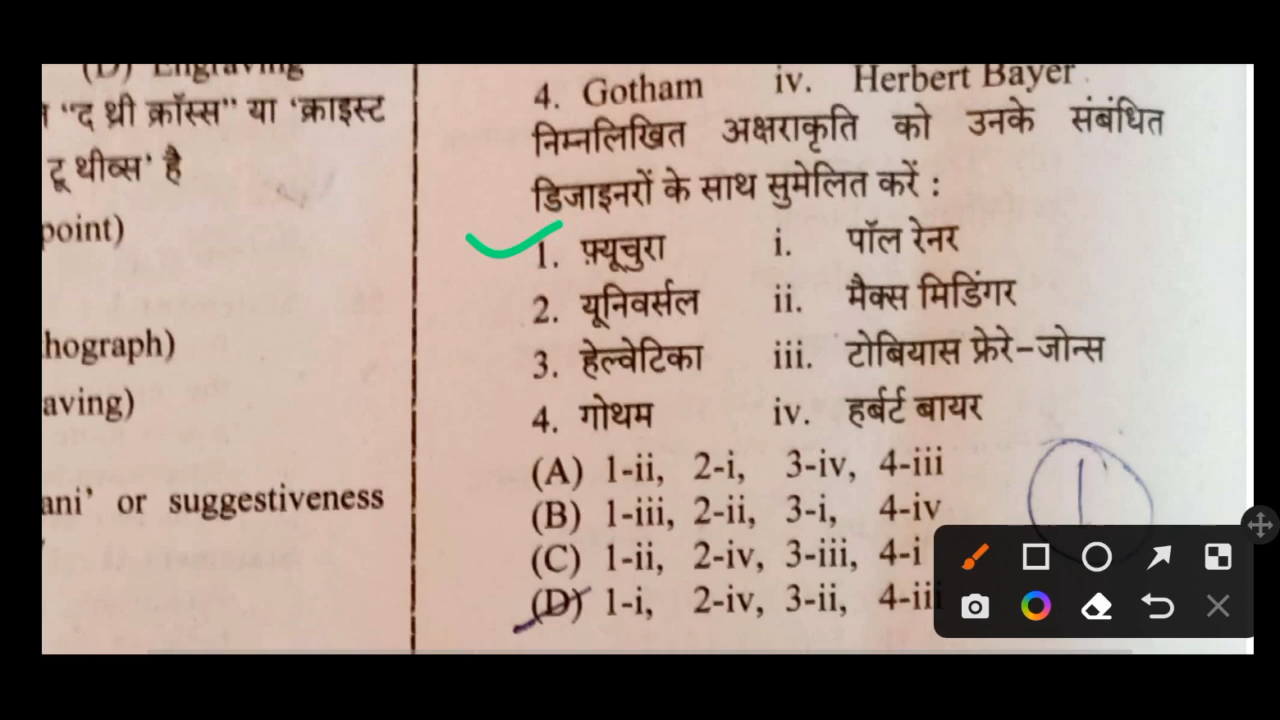 (D) Engraving
"द थ्री क्रॉस्स" या 'क्राइस्ट
टू थीव्स' है
point)
hograph)
aving)
ani' or suggestiveness
4. Gotham iv. Herbert Bayer
निम्नलिखित अक्षराकृति को उनके संबंधित
डिजाइनरों के साथ सुमेलित करें :
1. फ़्यूचुरा i. पॉल रेनर
2. यूनिवर्सल ii. मैक्स मिडिंगर
3. हेल्वेटिका iii. टोबियास फ्रेरे-जोन्स
4. गोथम iv. हर्बर्ट बायर
(A) 1-ii, 2-i, 3-iv, 4-iii
(B) 1-iii, 2-ii, 3-i, 4-iv
(C) 1-ii, 2-iv, 3-iii, 4-i
(D) 1-i, 2-iv, 3-ii, 4-iii
1